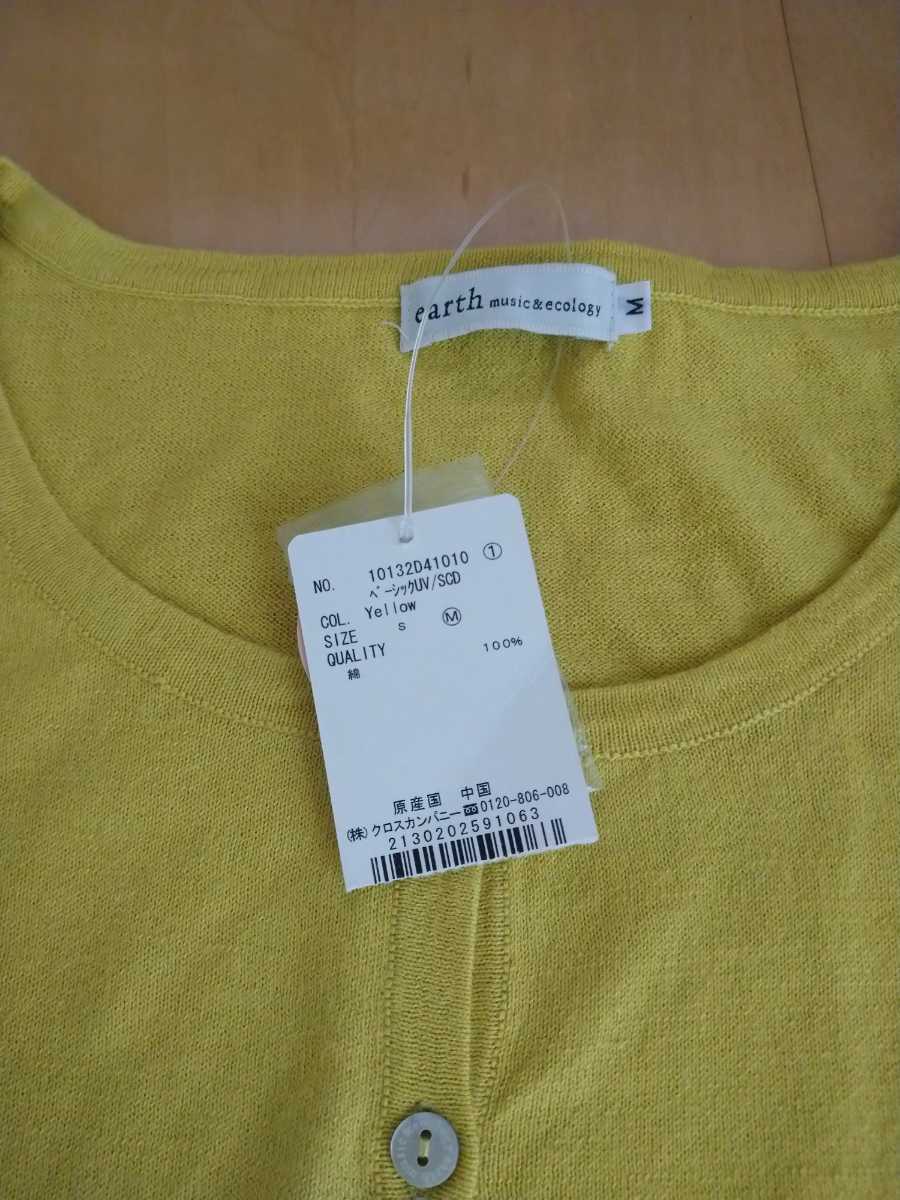 earth music&ecology
M
NO. 10132D41010 ①
ベーシックUV/SCD
COL. Yellow
SIZE S Ⓜ
QUALITY
綿 100%
原産国 中国
(株)クロスカンパニー☎0120-806-008
2130202591063